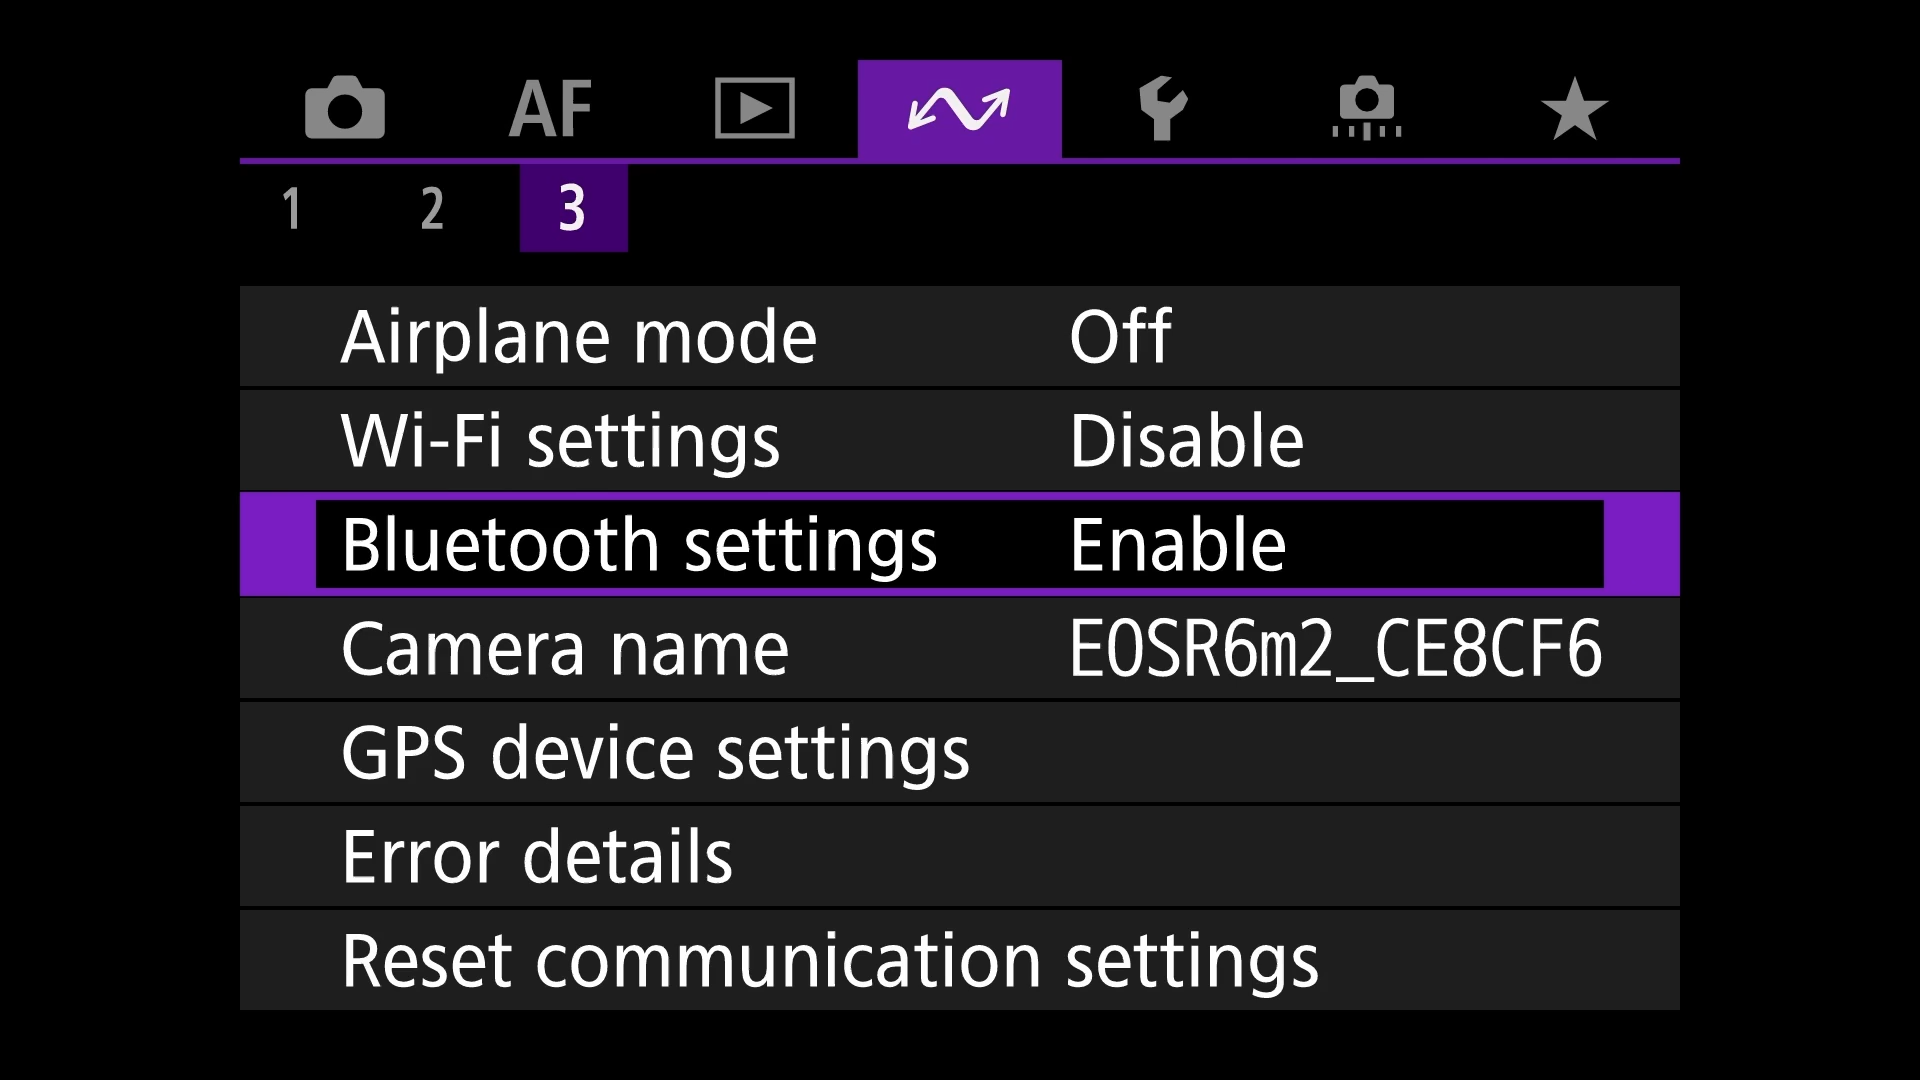 AF
1 2 3
Airplane mode Off
Wi-Fi settings Disable
Bluetooth settings Enable
Camera name EOSR6m2_CE8CF6
GPS device settings
Error details
Reset communication settings